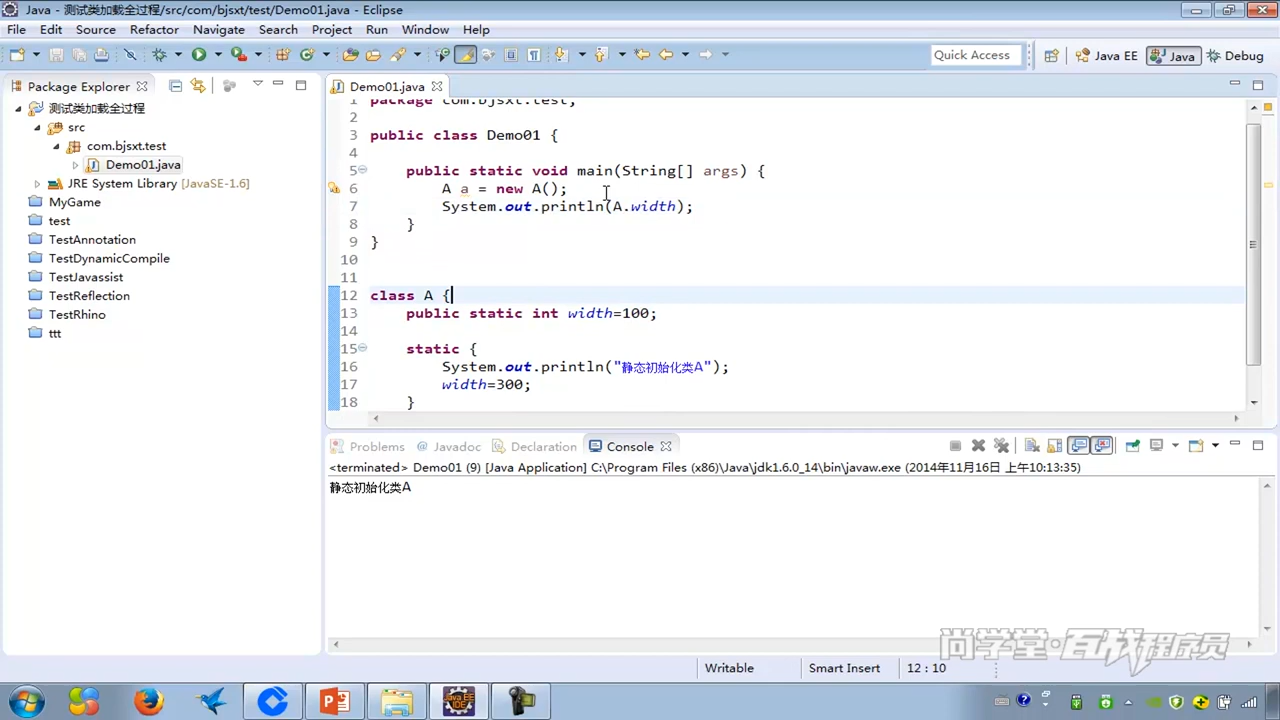 Java - 测试类加载全过程/src/com/bjsxt/test/Demo01.java - Eclipse
File Edit Source Refactor Navigate Search Project Run Window Help
Quick Access Java EE Java Debug
Package Explorer
测试类加载全过程
src
com.bjsxt.test
Demo01.java
JRE System Library [JavaSE-1.6]
MyGame
test
TestAnnotation
TestDynamicCompile
TestJavassist
TestReflection
TestRhino
ttt
Demo01.java
1 package com.bjsxt.test;
2
3 public class Demo01 {
4
5 public static void main(String[] args) {
6 A a = new A();
7 System.out.println(A.width);
8 }
9 }
10
11
12 class A {
13 public static int width=100;
14
15 static {
16 System.out.println("静态初始化类A");
17 width=300;
18 }
Problems @ Javadoc Declaration Console
<terminated> Demo01 (9) [Java Application] C:\Program Files (x86)\Java\jdk1.6.0_14\bin\javaw.exe (2014年11月16日 上午10:13:35)
静态初始化类A
尚学堂·百战程序员
Writable Smart Insert 12 : 10